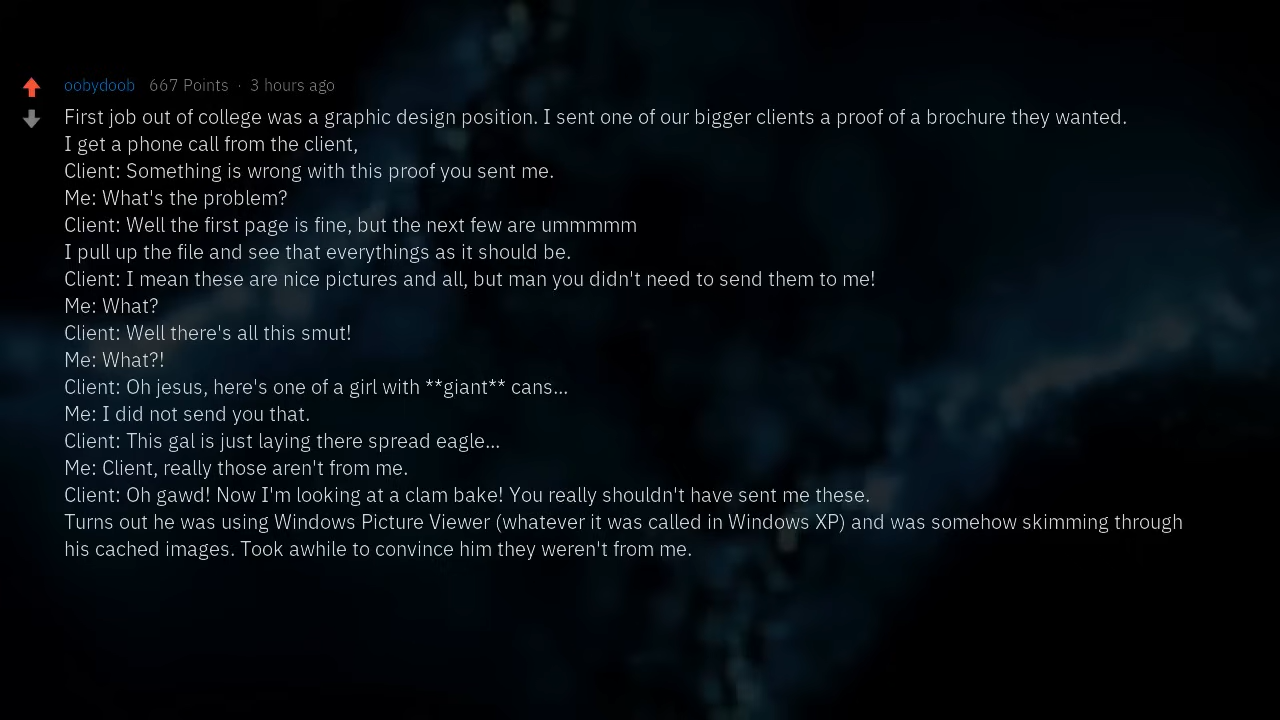 oobydoob 667 Points · 3 hours ago
First job out of college was a graphic design position. I sent one of our bigger clients a proof of a brochure they wanted.
I get a phone call from the client,
Client: Something is wrong with this proof you sent me.
Me: What's the problem?
Client: Well the first page is fine, but the next few are ummmmm
I pull up the file and see that everythings as it should be.
Client: I mean these are nice pictures and all, but man you didn't need to send them to me!
Me: What?
Client: Well there's all this smut!
Me: What?!
Client: Oh jesus, here's one of a girl with **giant** cans...
Me: I did not send you that.
Client: This gal is just laying there spread eagle...
Me: Client, really those aren't from me.
Client: Oh gawd! Now I'm looking at a clam bake! You really shouldn't have sent me these.
Turns out he was using Windows Picture Viewer (whatever it was called in Windows XP) and was somehow skimming through
his cached images. Took awhile to convince him they weren't from me.